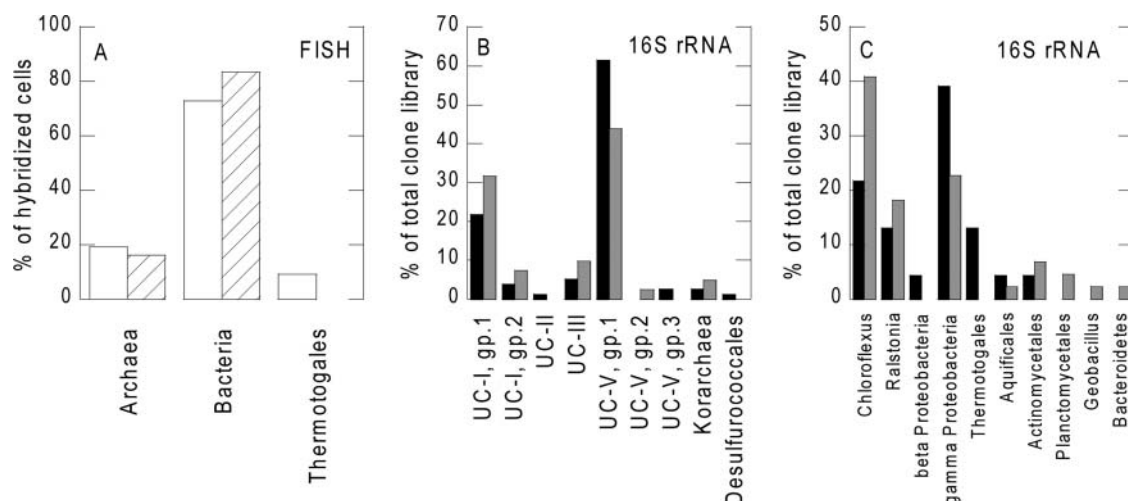 A
FISH
% of hybridized cells
100
80
60
40
20
0
Archaea
Bacteria
Thermotogales
B
16S rRNA
% of total clone library
70
60
50
40
30
20
10
0
UC-I, gp.1
UC-I, gp.2
UC-II
UC-III
UC-V, gp.1
UC-V, gp.2
UC-V, gp.3
Korarchaea
Desulfurococcales
C
16S rRNA
% of total clone library
50
40
30
20
10
0
Chloroflexus
Ralstonia
beta Proteobacteria
gamma Proteobacteria
Thermotogales
Aquificales
Actinomycetales
Planctomycetales
Geobacillus
Bacteroidetes